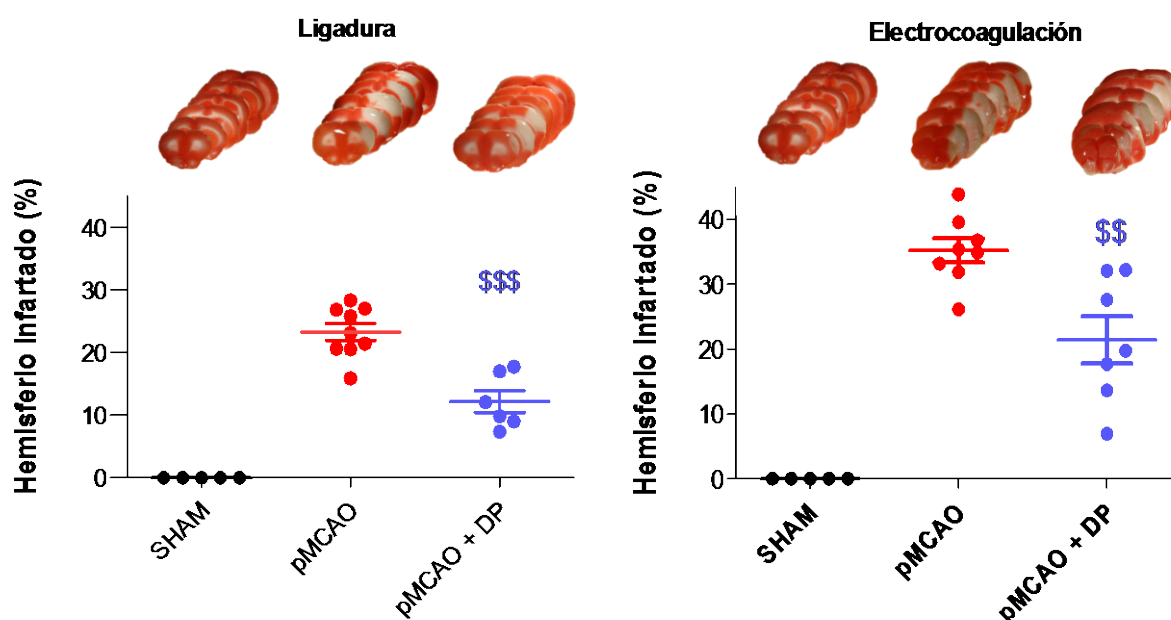 Ligadura
Hemisferio Infartado (%)
40
30
20
10
0
$$$
SHAM
pMCAO
pMCAO + DP
Electrocoagulación
Hemisferio Infartado (%)
40
30
20
10
0
$$
SHAM
pMCAO
pMCAO + DP